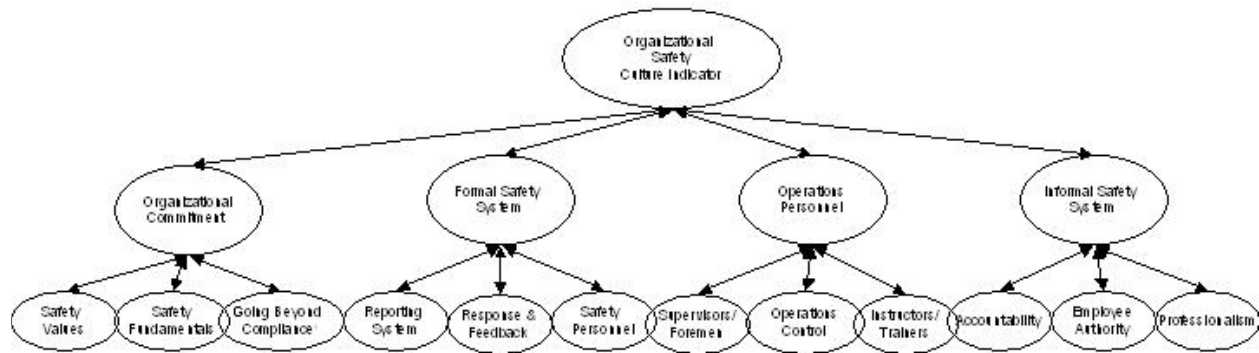 Organizational
Safety
Culture Indicator
Organizational
Commitment
Formal Safety
System
Operations
Personnel
Informal Safety
System
Safety
Values
Safety
Fundamentals
Going Beyond
Compliance
Reporting
System
Response &
Feedback
Safety
Personnel
Supervisors/
Foremen
Operations
Control
Instructors/
Trainers
Accountability
Employee
Authority
Professionalism